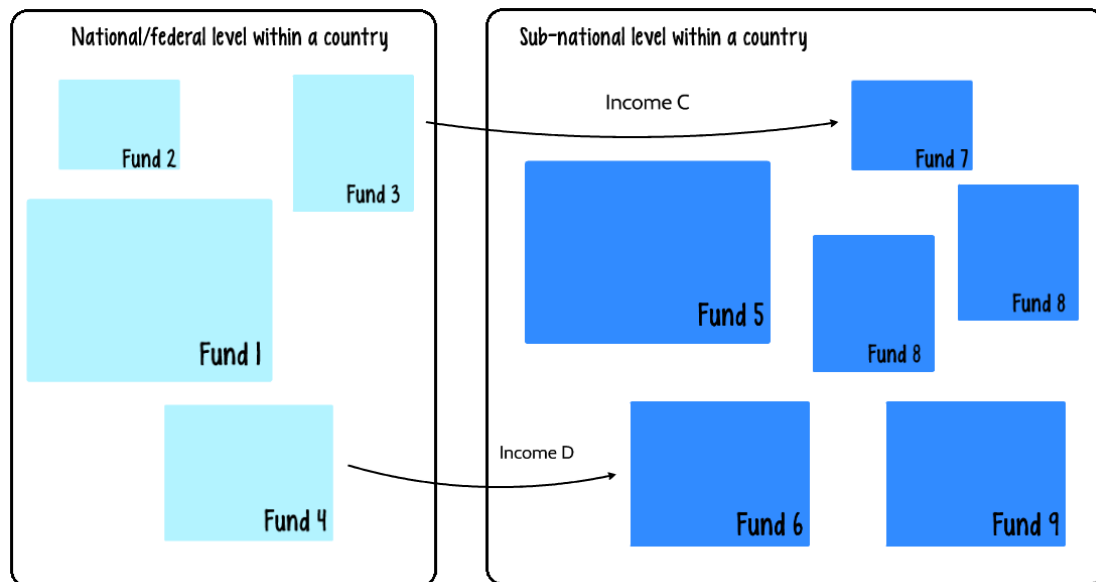 National/federal level within a country
Sub-national level within a country
Fund 2
Fund 3
Income C
Fund 7
Fund 1
Fund 5
Fund 8
Fund 8
Fund 4
Income D
Fund 6
Fund 9